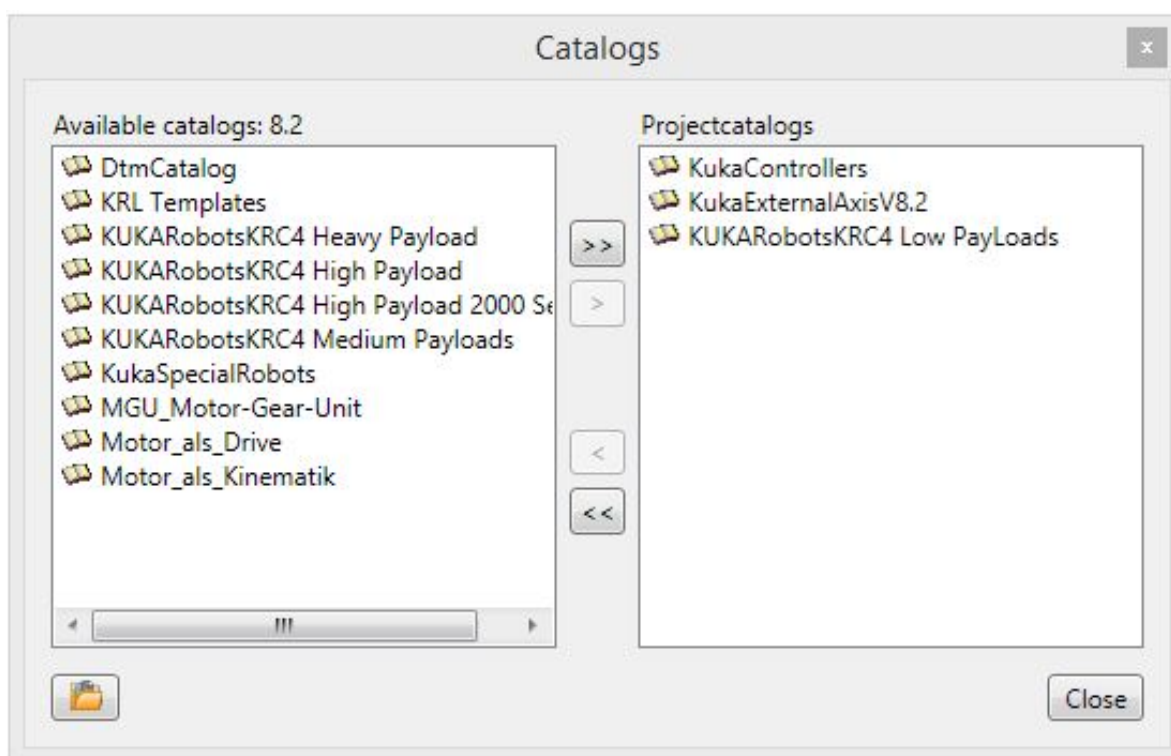 Catalogs
x
Available catalogs: 8.2
DtmCatalog
KRL Templates
KUKARobotsKRC4 Heavy Payload
KUKARobotsKRC4 High Payload
KUKARobotsKRC4 High Payload 2000 Se
KUKARobotsKRC4 Medium Payloads
KukaSpecialRobots
MGU_Motor-Gear-Unit
Motor_als_Drive
Motor_als_Kinematik
>>
>
<
<<
Projectcatalogs
KukaControllers
KukaExternalAxisV8.2
KUKARobotsKRC4 Low PayLoads
Close